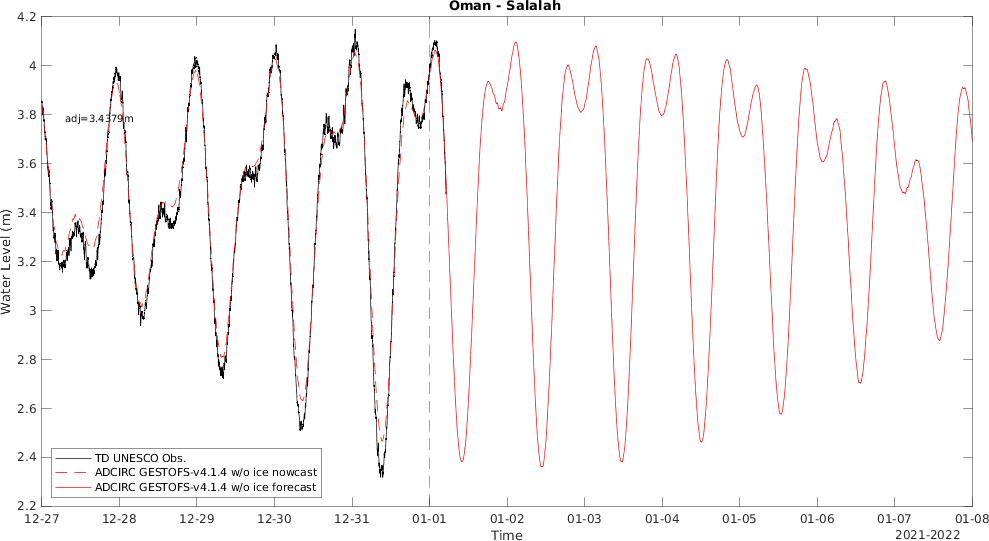 Oman - Salalah
4.2
4
3.8
3.6
3.4
3.2
3
2.8
2.6
2.4
2.2
Water Level (m)
adj=3.4379m
TD UNESCO Obs.
ADCIRC GESTOFS-v4.1.4 w/o ice nowcast
ADCIRC GESTOFS-v4.1.4 w/o ice forecast
12-27 12-28 12-29 12-30 12-31 01-01 01-02 01-03 01-04 01-05 01-06 01-07 01-08
Time
2021-2022